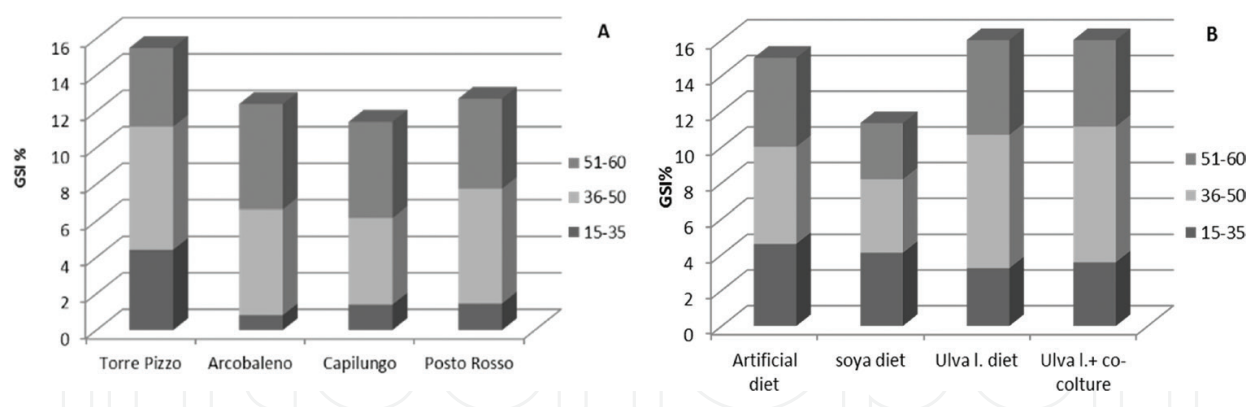 A
16
14
12
10
8
6
4
2
0
GSI %
51-60
36-50
15-35
Torre Pizzo Arcobaleno Capilungo Posto Rosso
B
16
14
12
10
8
6
4
2
0
GSI%
51-60
36-50
15-35
Artificial diet
soya diet
Ulva l. diet
Ulva l.+ co-
colture